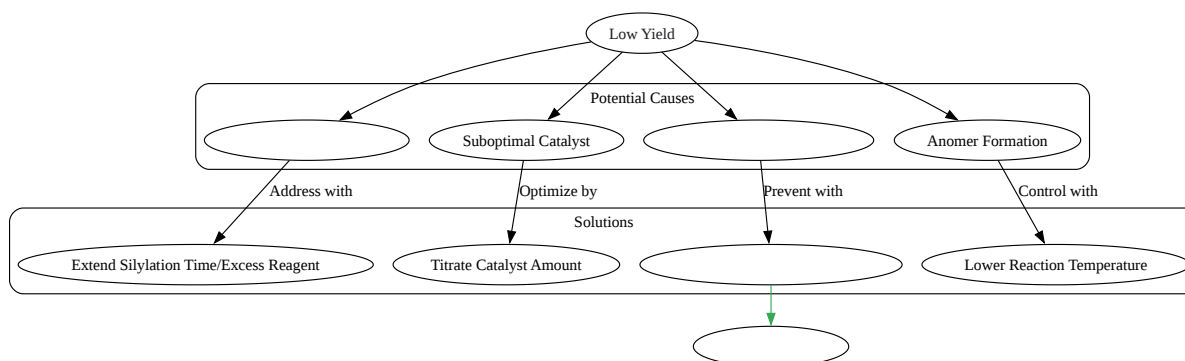 Low Yield
Potential Causes
Suboptimal Catalyst
Anomer Formation
Address with
Optimize by
Prevent with
Control with
Solutions
Extend Silylation Time/Excess Reagent
Titrate Catalyst Amount
Lower Reaction Temperature